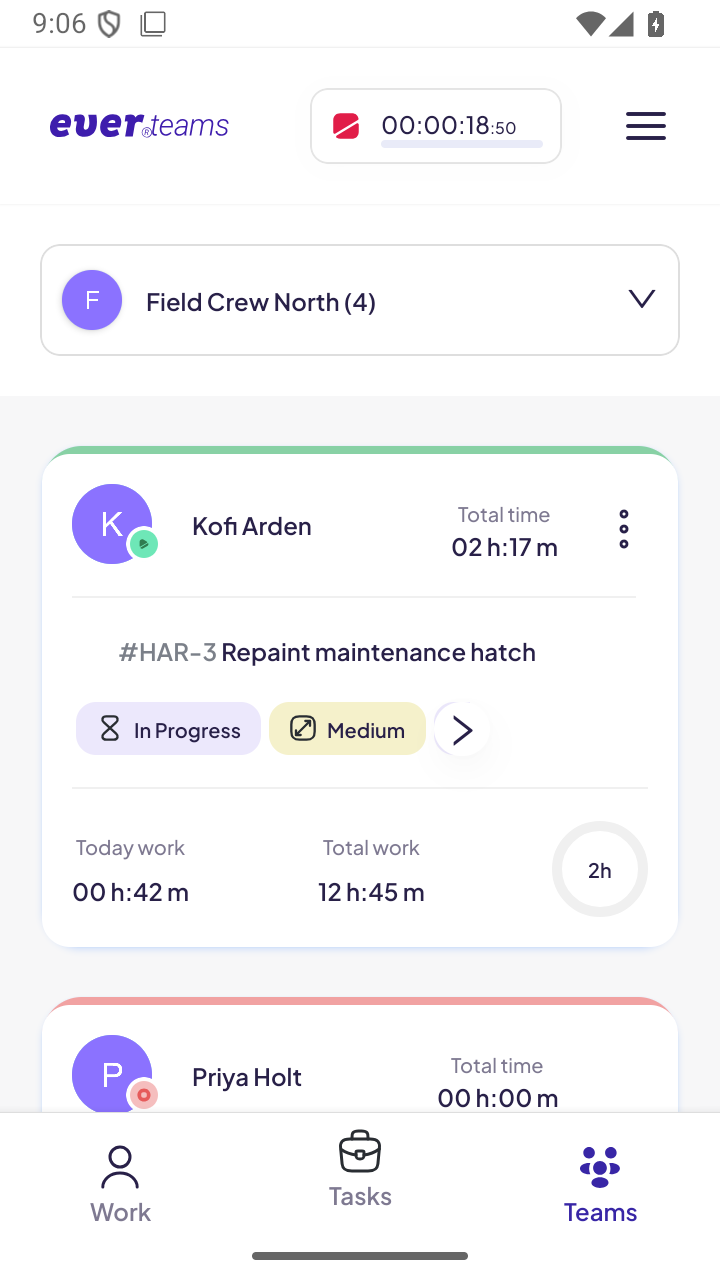 9:06
ever®teams
00:00:18:50
F
Field Crew North (4)
K
Kofi Arden
Total time
02 h:17 m
#HAR-3 Repaint maintenance hatch
In Progress
Medium
Today work
00 h:42 m
Total work
12 h:45 m
2h
P
Priya Holt
Total time
00 h:00 m
Work
Tasks
Teams